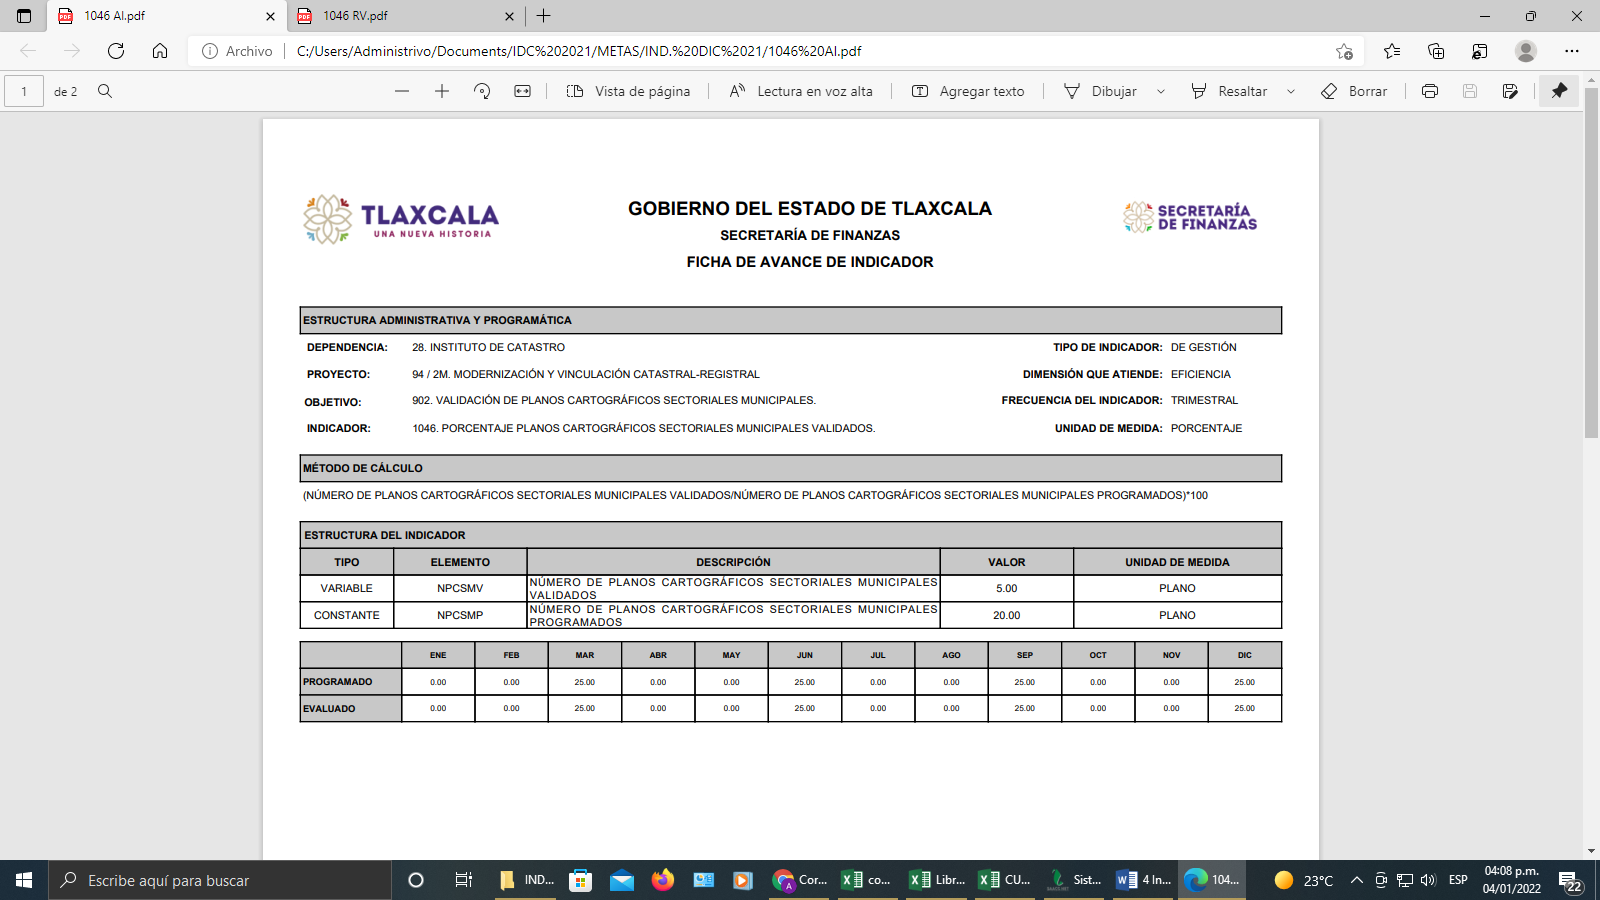 1046 AI.pdf
1046 RV.pdf
Archivo
C:/Users/Administrivo/Documents/IDC%202021/METAS/IND.%20DIC%2021/1046%20AI.pdf
1 de 2
Vista de página
Lectura en voz alta
Agregar texto
Dibujar
Resaltar
Borrar
TLAXCALA
UNA NUEVA HISTORIA
GOBIERNO DEL ESTADO DE TLAXCALA
SECRETARÍA DE FINANZAS
FICHA DE AVANCE DE INDICADOR
SECRETARÍA
DE FINANZAS
ESTRUCTURA ADMINISTRATIVA Y PROGRAMÁTICA
DEPENDENCIA: 28. INSTITUTO DE CATASTRO TIPO DE INDICADOR: DE GESTIÓN
PROYECTO: 94 / 2M. MODERNIZACIÓN Y VINCULACIÓN CATASTRAL-REGISTRAL DIMENSIÓN QUE ATIENDE: EFICIENCIA
OBJETIVO: 902. VALIDACIÓN DE PLANOS CARTOGRÁFICOS SECTORIALES MUNICIPALES. FRECUENCIA DEL INDICADOR: TRIMESTRAL
INDICADOR: 1046. PORCENTAJE PLANOS CARTOGRÁFICOS SECTORIALES MUNICIPALES VALIDADOS. UNIDAD DE MEDIDA: PORCENTAJE
MÉTODO DE CÁLCULO
(NÚMERO DE PLANOS CARTOGRÁFICOS SECTORIALES MUNICIPALES VALIDADOS/NÚMERO DE PLANOS CARTOGRÁFICOS SECTORIALES MUNICIPALES PROGRAMADOS)*100
ESTRUCTURA DEL INDICADOR
TIPO ELEMENTO DESCRIPCIÓN VALOR UNIDAD DE MEDIDA
VARIABLE NPCSMV NÚMERO DE PLANOS CARTOGRÁFICOS SECTORIALES MUNICIPALES VALIDADOS 5.00 PLANO
CONSTANTE NPCSMP NÚMERO DE PLANOS CARTOGRÁFICOS SECTORIALES MUNICIPALES PROGRAMADOS 20.00 PLANO
ENE FEB MAR ABR MAY JUN JUL AGO SEP OCT NOV DIC
PROGRAMADO 0.00 0.00 25.00 0.00 0.00 25.00 0.00 0.00 25.00 0.00 0.00 25.00
EVALUADO 0.00 0.00 25.00 0.00 0.00 25.00 0.00 0.00 25.00 0.00 0.00 25.00
Escribe aquí para buscar
IND...
Cor...
co...
Libr...
CU...
Sist...
4 In...
104...
23°C
ESP
04:08 p.m.
04/01/2022
22